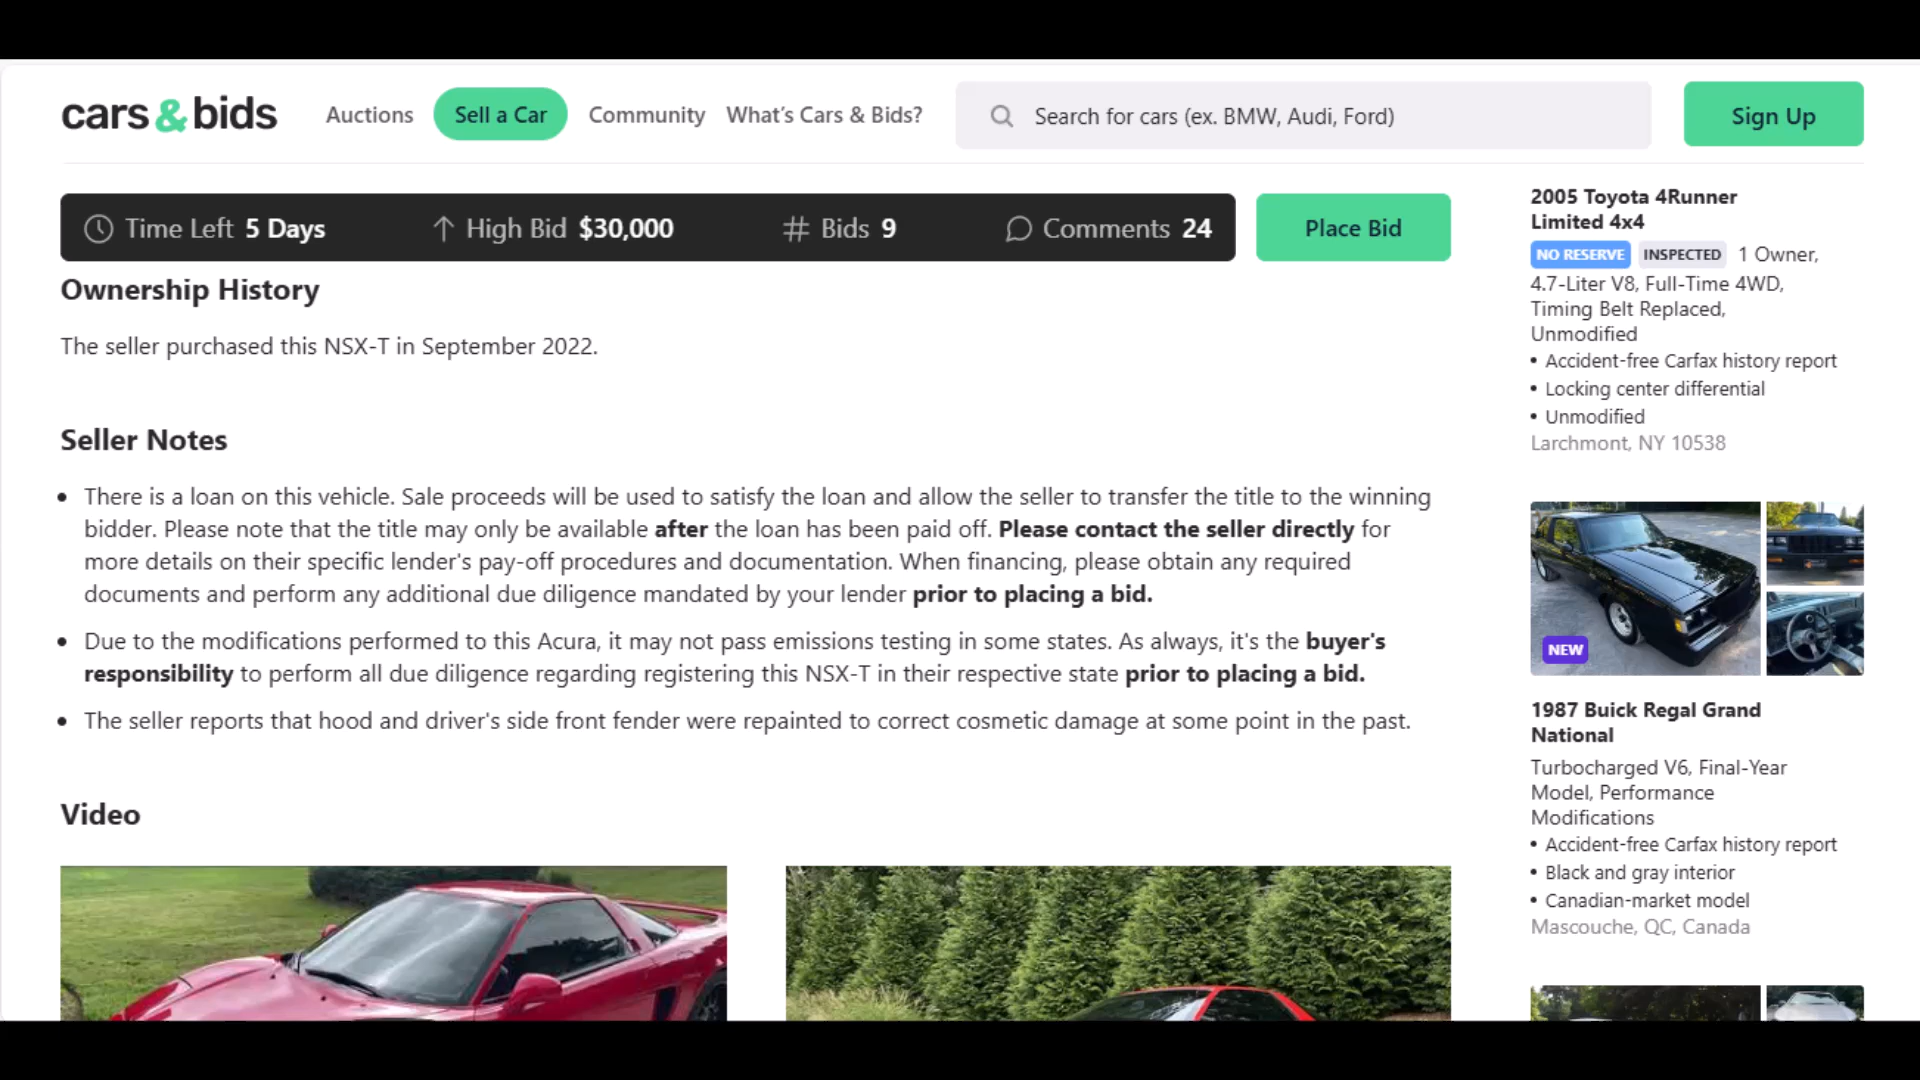 cars & bids
Auctions
Sell a Car
Community
What's Cars & Bids?
Search for cars (ex. BMW, Audi, Ford)
Sign Up
Time Left 5 Days
High Bid $30,000
# Bids 9
Comments 24
Place Bid
Ownership History
The seller purchased this NSX-T in September 2022.
Seller Notes
• There is a loan on this vehicle. Sale proceeds will be used to satisfy the loan and allow the seller to transfer the title to the winning
bidder. Please note that the title may only be available after the loan has been paid off. Please contact the seller directly for
more details on their specific lender's pay-off procedures and documentation. When financing, please obtain any required
documents and perform any additional due diligence mandated by your lender prior to placing a bid.
• Due to the modifications performed to this Acura, it may not pass emissions testing in some states. As always, it's the buyer's
responsibility to perform all due diligence regarding registering this NSX-T in their respective state prior to placing a bid.
• The seller reports that hood and driver's side front fender were repainted to correct cosmetic damage at some point in the past.
Video
2005 Toyota 4Runner
Limited 4x4
NO RESERVE INSPECTED 1 Owner,
4.7-Liter V8, Full-Time 4WD,
Timing Belt Replaced,
Unmodified
• Accident-free Carfax history report
• Locking center differential
• Unmodified
Larchmont, NY 10538
NEW
1987 Buick Regal Grand
National
Turbocharged V6, Final-Year
Model, Performance
Modifications
• Accident-free Carfax history report
• Black and gray interior
• Canadian-market model
Mascouche, QC, Canada